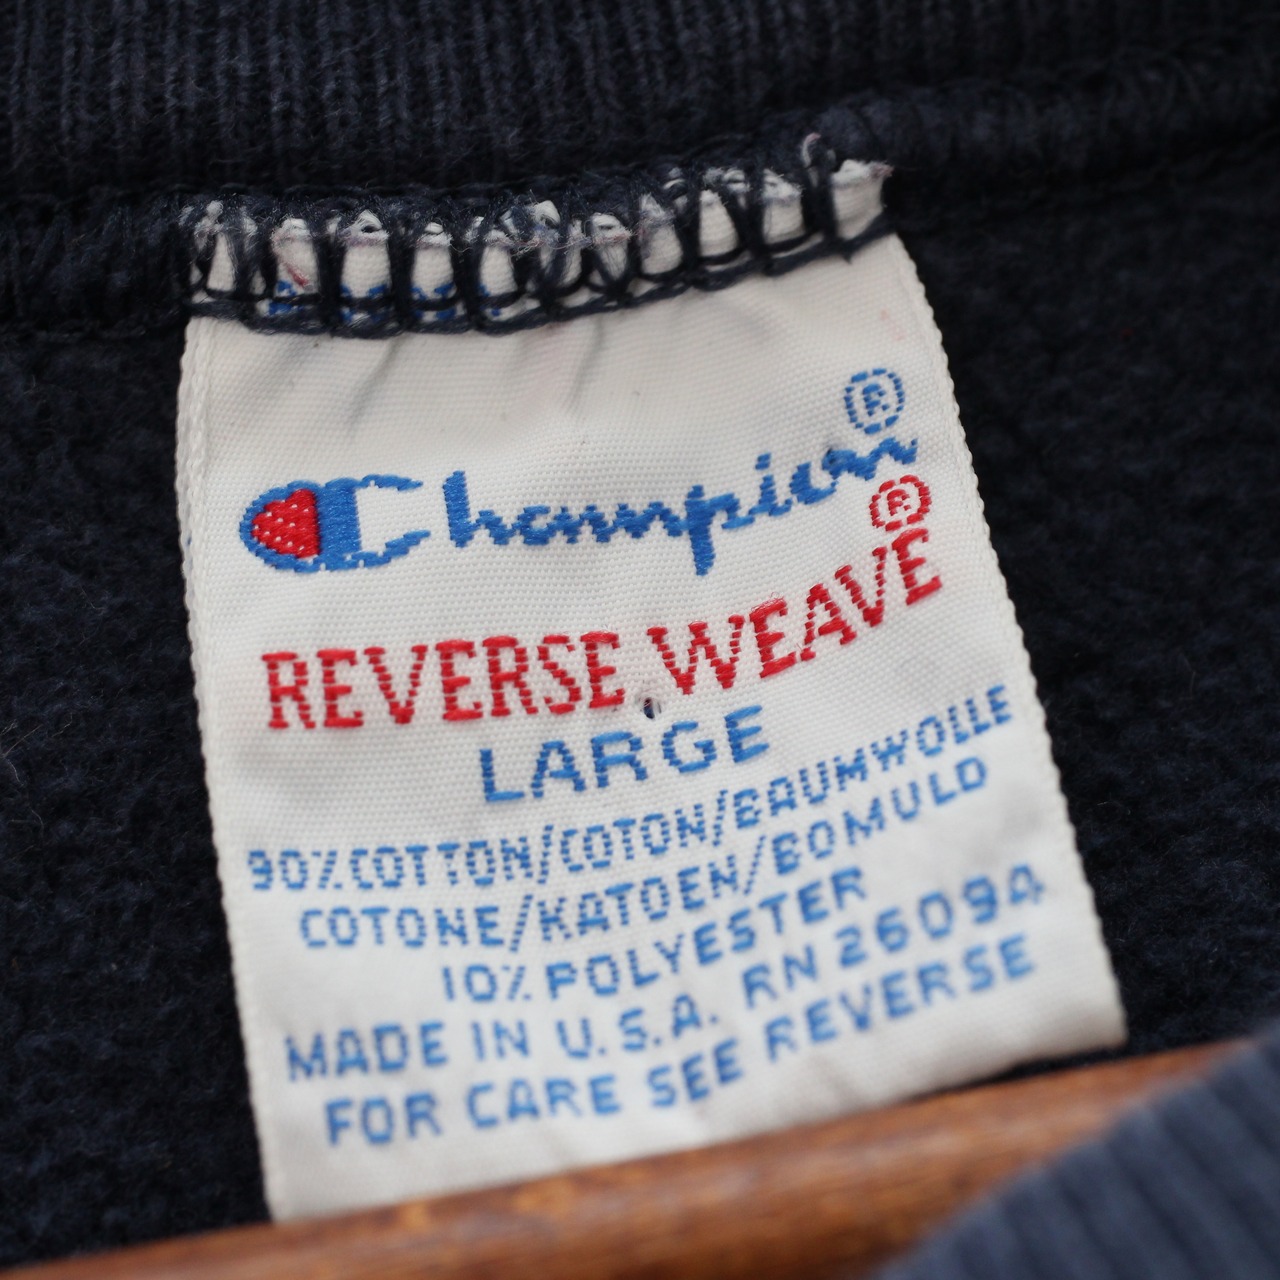 Champion®
REVERSE WEAVE®
LARGE
90% COTTON/COTON/BAUMWOLLE
COTONE/KATOEN/BOMULD
10% POLYESTER
MADE IN U.S.A. RN 26094
FOR CARE SEE REVERSE